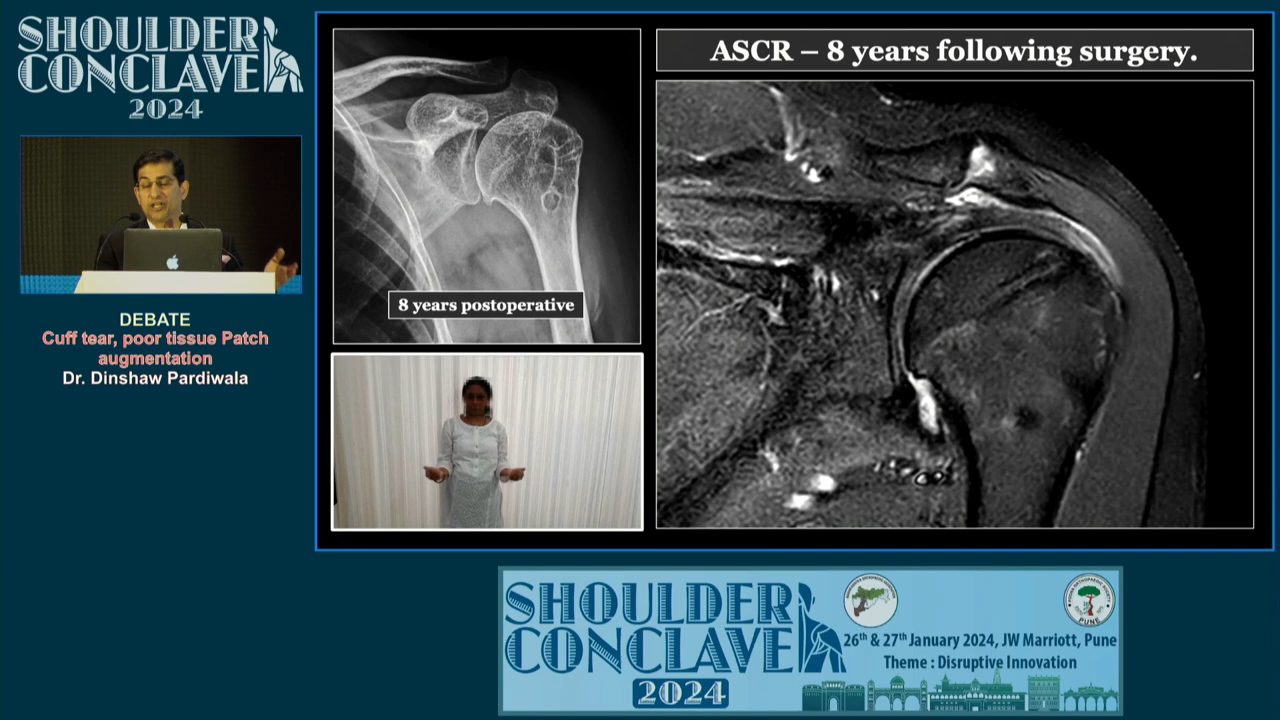 SHOULDER
CONCLAVE
2024
DEBATE
Cuff tear, poor tissue Patch
augmentation
Dr. Dinshaw Pardiwala
8 years postoperative
ASCR – 8 years following surgery.
SHOULDER
CONCLAVE
2024
PUNE
26th & 27th January 2024, JW Marriott, Pune
Theme : Disruptive Innovation